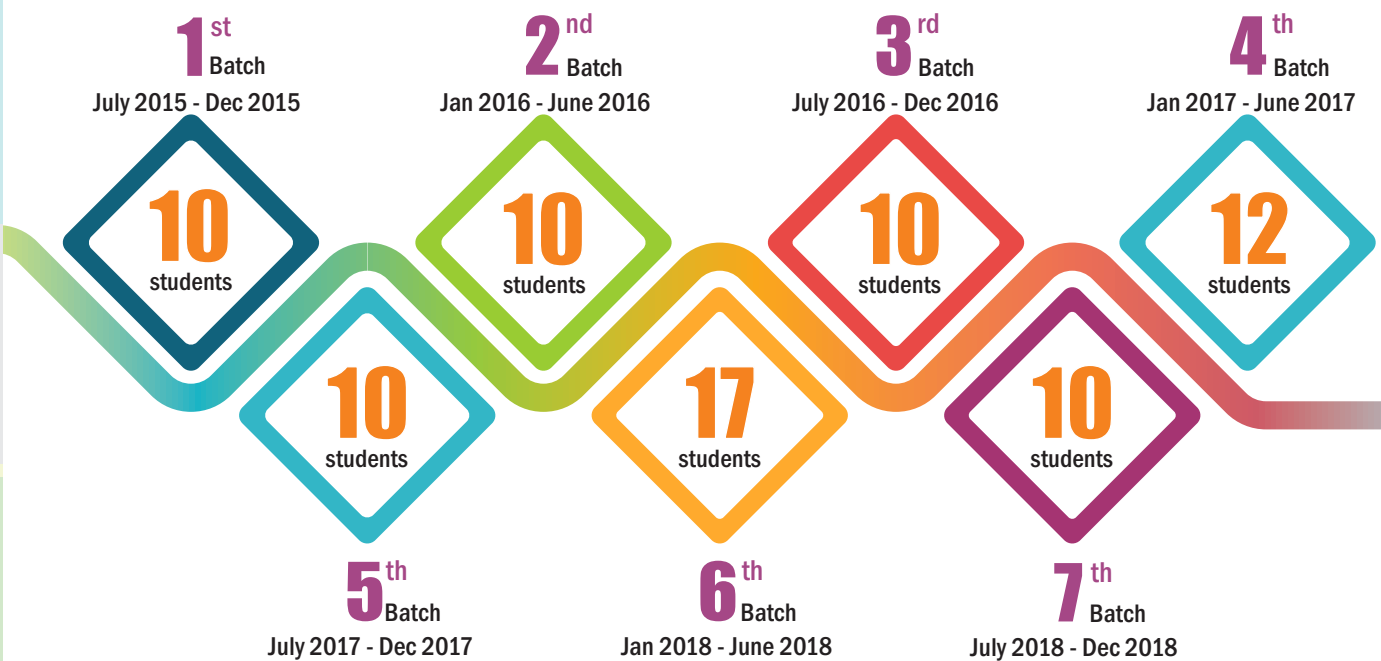 1st Batch
July 2015 - Dec 2015
10
students
2nd Batch
Jan 2016 - June 2016
10
students
3rd Batch
July 2016 - Dec 2016
10
students
4th Batch
Jan 2017 - June 2017
12
students
10
students
5th Batch
July 2017 - Dec 2017
17
students
6th Batch
Jan 2018 - June 2018
10
students
7th Batch
July 2018 - Dec 2018